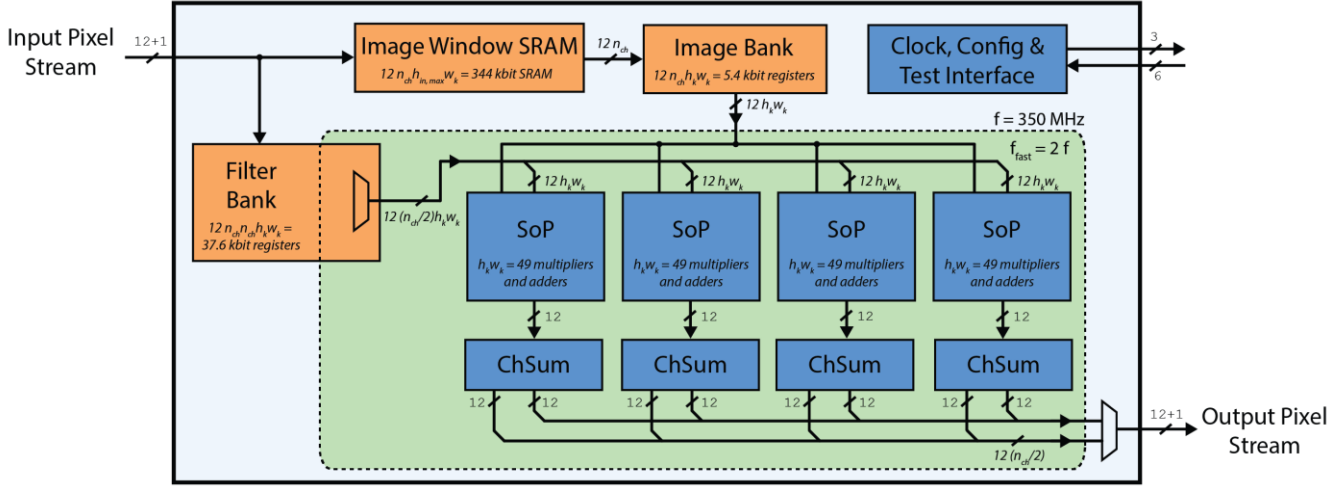 Input Pixel
Stream
12+1
Image Window SRAM
12 n_ch h_in,max w_k = 344 kbit SRAM
12 n_ch
Image Bank
12 n_ch h_k w_k = 5.4 kbit registers
12 h_k w_k
Clock, Config &
Test Interface
3
6
f = 350 MHz
f_fast = 2 f
Filter
Bank
12 n_ch n_ch h_k w_k =
37.6 kbit registers
12 (n_ch/2)h_k w_k
12 h_k w_k
12 h_k w_k
12 h_k w_k
12 h_k w_k
SoP
h_k w_k = 49 multipliers
and adders
SoP
h_k w_k = 49 multipliers
and adders
SoP
h_k w_k = 49 multipliers
and adders
SoP
h_k w_k = 49 multipliers
and adders
12
12
12
12
ChSum
ChSum
ChSum
ChSum
12
12
12
12
12
12
12
12
12 (n_ch/2)
12+1
Output Pixel
Stream